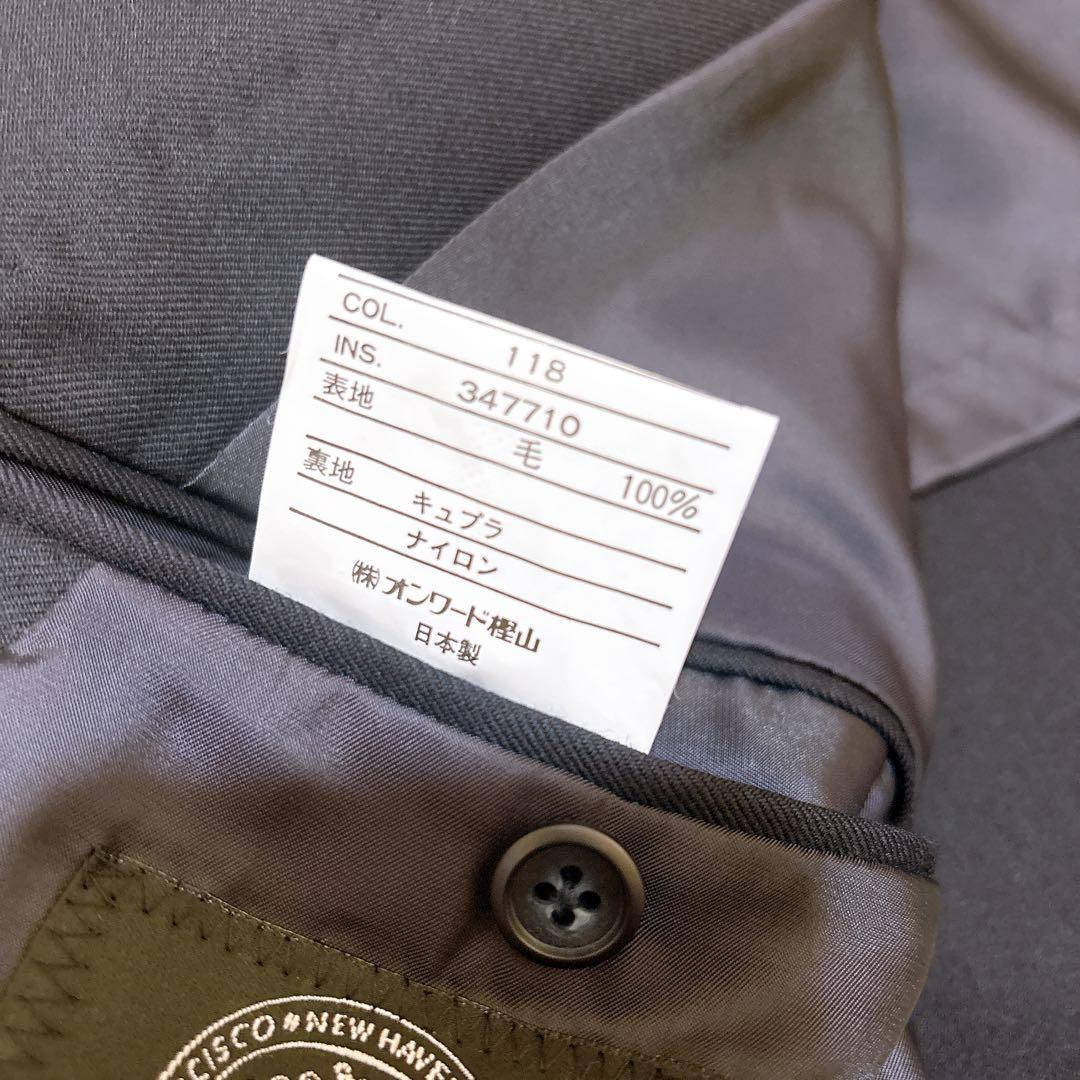 COL. 118
INS. 347710
表地 毛 100%
裏地 キュプラ
ナイロン
㈱オンワード樫山
日本製
CISCO # NEW HAVE